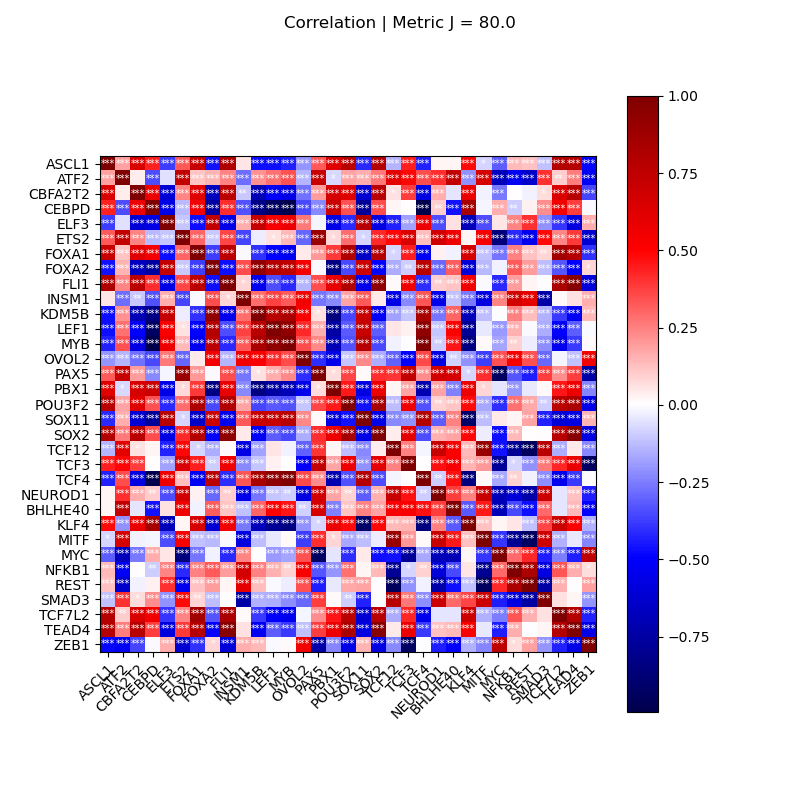 Correlation | Metric J = 80.0
ASCL1
ATF2
CBFA2T2
CEBPD
ELF3
ETS2
FOXA1
FOXA2
FLI1
INSM1
KDM5B
LEF1
MYB
OVOL2
PAX5
PBX1
POU3F2
SOX11
SOX2
TCF12
TCF3
TCF4
NEUROD1
BHLHE40
KLF4
MITF
MYC
NFKB1
REST
SMAD3
TCF7L2
TEAD4
ZEB1
ASCL1
ATF2
CBFA2T2
CEBPD
ELF3
ETS2
FOXA1
FOXA2
FLI1
INSM1
KDM5B
LEF1
MYB
OVOL2
PAX5
PBX1
POU3F2
SOX11
SOX2
TCF12
TCF3
TCF4
NEUROD1
BHLHE40
KLF4
MITF
MYC
NFKB1
REST
SMAD3
TCF7L2
TEAD4
ZEB1
1.00
0.75
0.50
0.25
0.00
−0.25
−0.50
−0.75